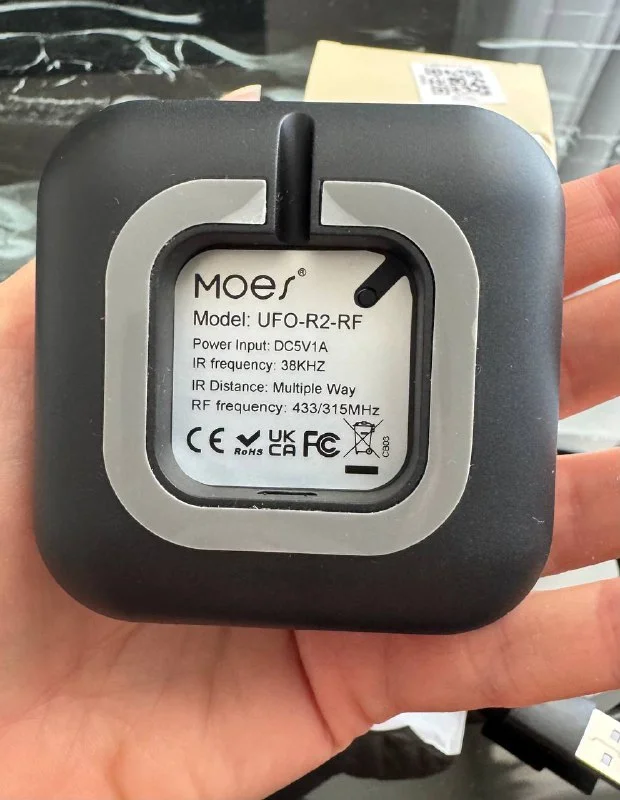 MOES®
Model: UFO-R2-RF
Power Input: DC5V1A
IR frequency: 38KHZ
IR Distance: Multiple Way
RF frequency: 433/315MHz
CE RoHS UK CA FC CB03